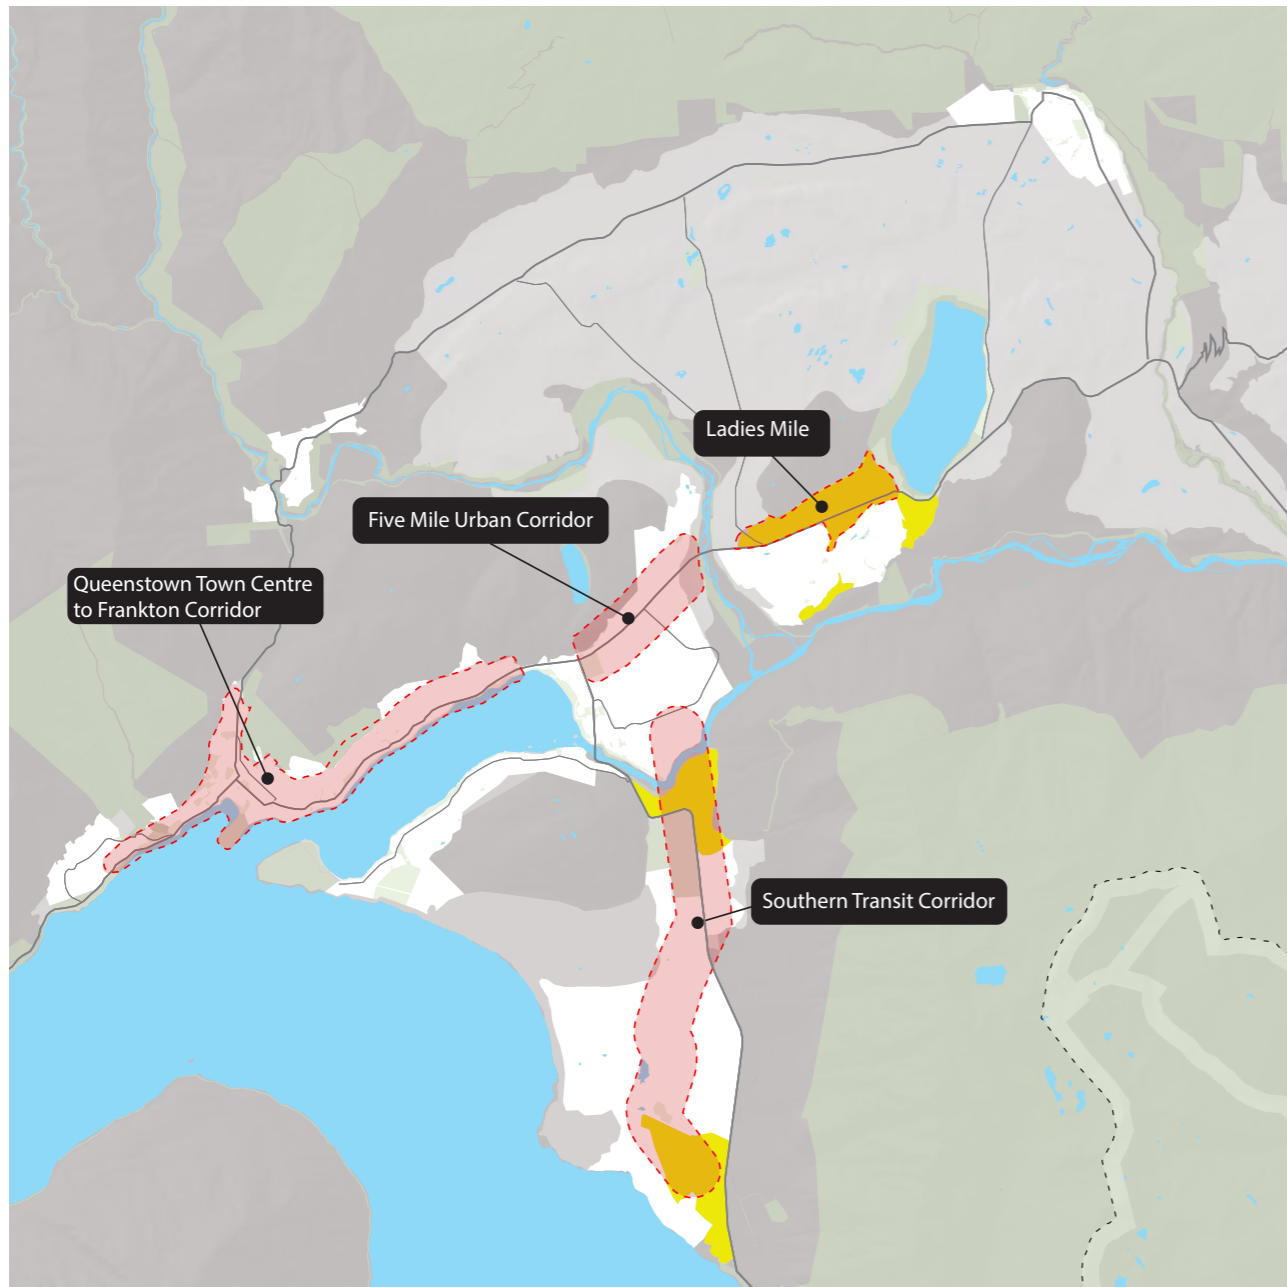 Ladies Mile
Five Mile Urban Corridor
Queenstown Town Centre
to Frankton Corridor
Southern Transit Corridor